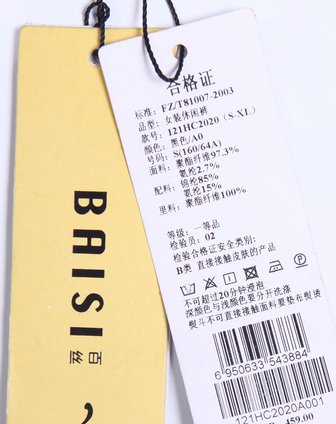 BAISI 百丝
合格证
标准：FZ/T81007-2003
品型：女装休闲裤
款号：121HC2020（S-XL）
颜色：黑色/A0
号码：S(160/64A)
面料：聚酯纤维97.3%
氨纶2.7%
配料：锦纶85%
氨纶15%
里料：聚酯纤维100%
等级：一等品
检验员：02
检验合格证安全类别：
B类 直接接触皮肤的产品
不可超过20分钟浸泡
深颜色与浅颜色要分开洗涤
熨斗不可直接接触面料要垫布熨烫
6 950633 543884
121HC2020A001
459.00